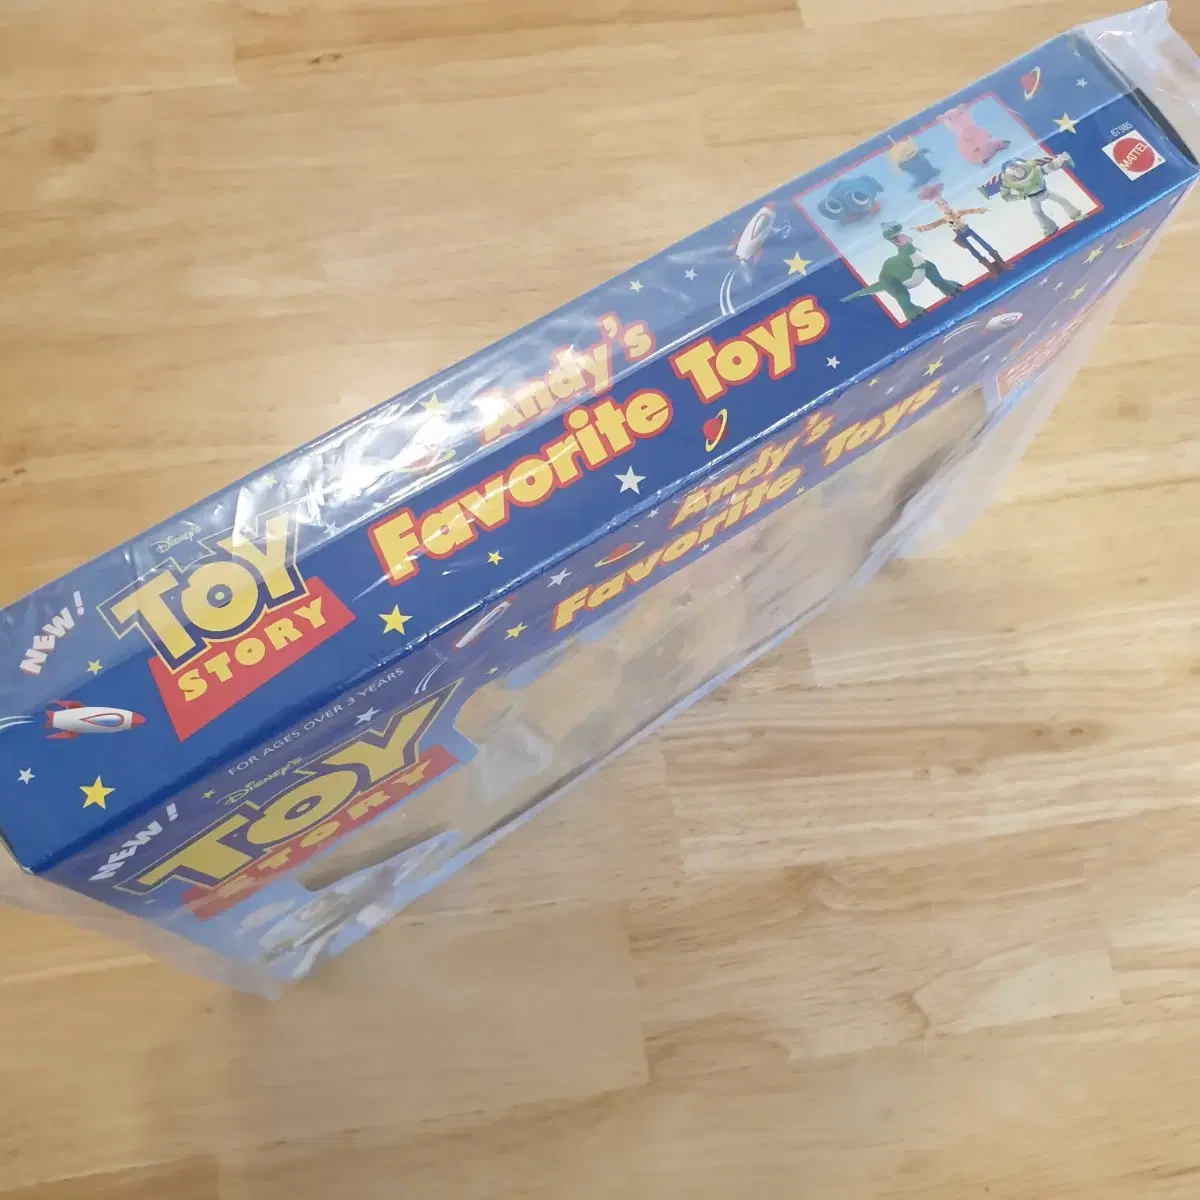 NEW!
Disney's
TOY
STORY
Andy's
Favorite Toys
67985
MATTEL
FOR AGES OVER 3 YEARS
NEW!
Disney's
TOY
STORY
Andy's
Favorite Toys